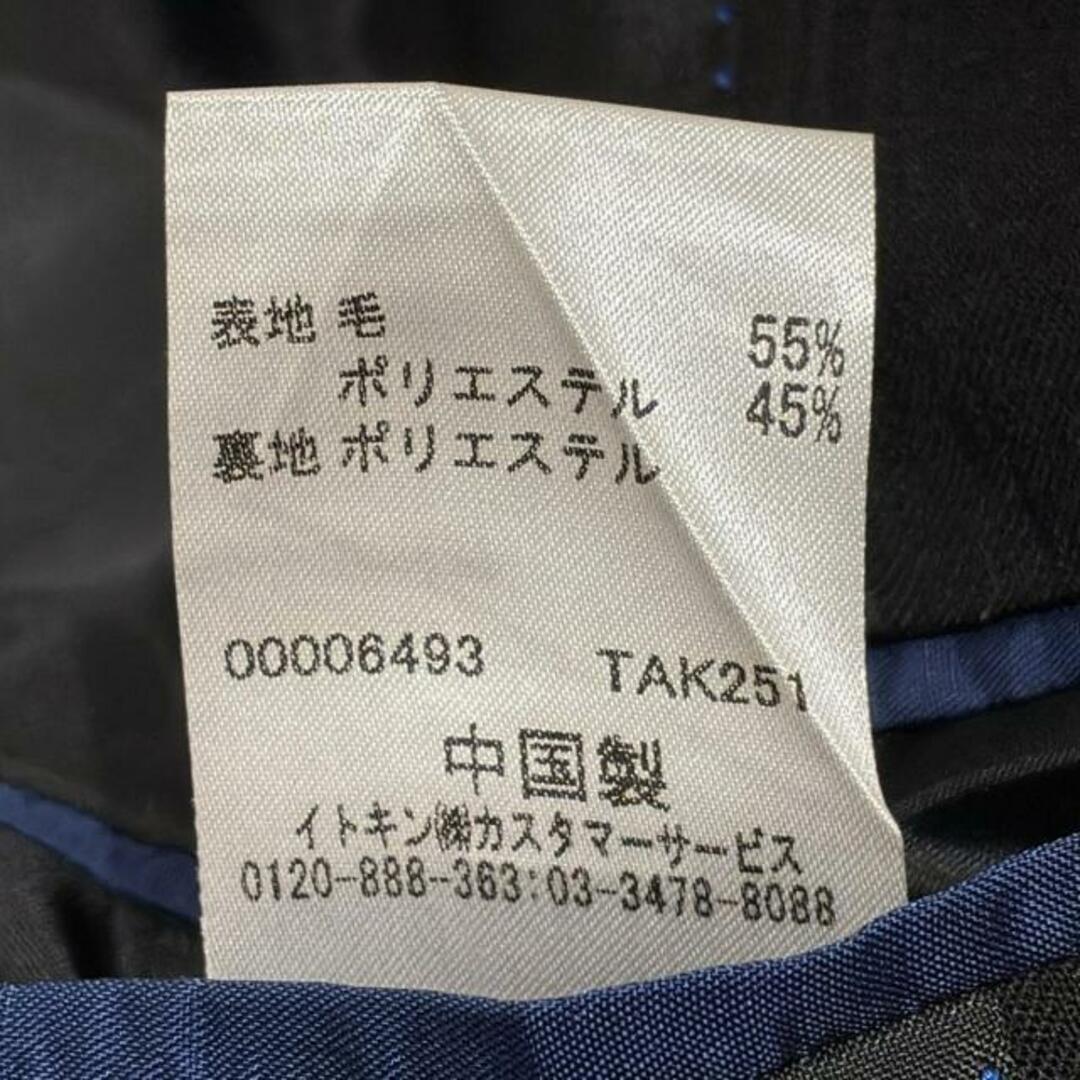 表地 毛 55%
ポリエステル 45%
裏地 ポリエステル
00006493 TAK251
中国製
イトキン㈱カスタマーサービス
0120-888-363:03-3478-8088